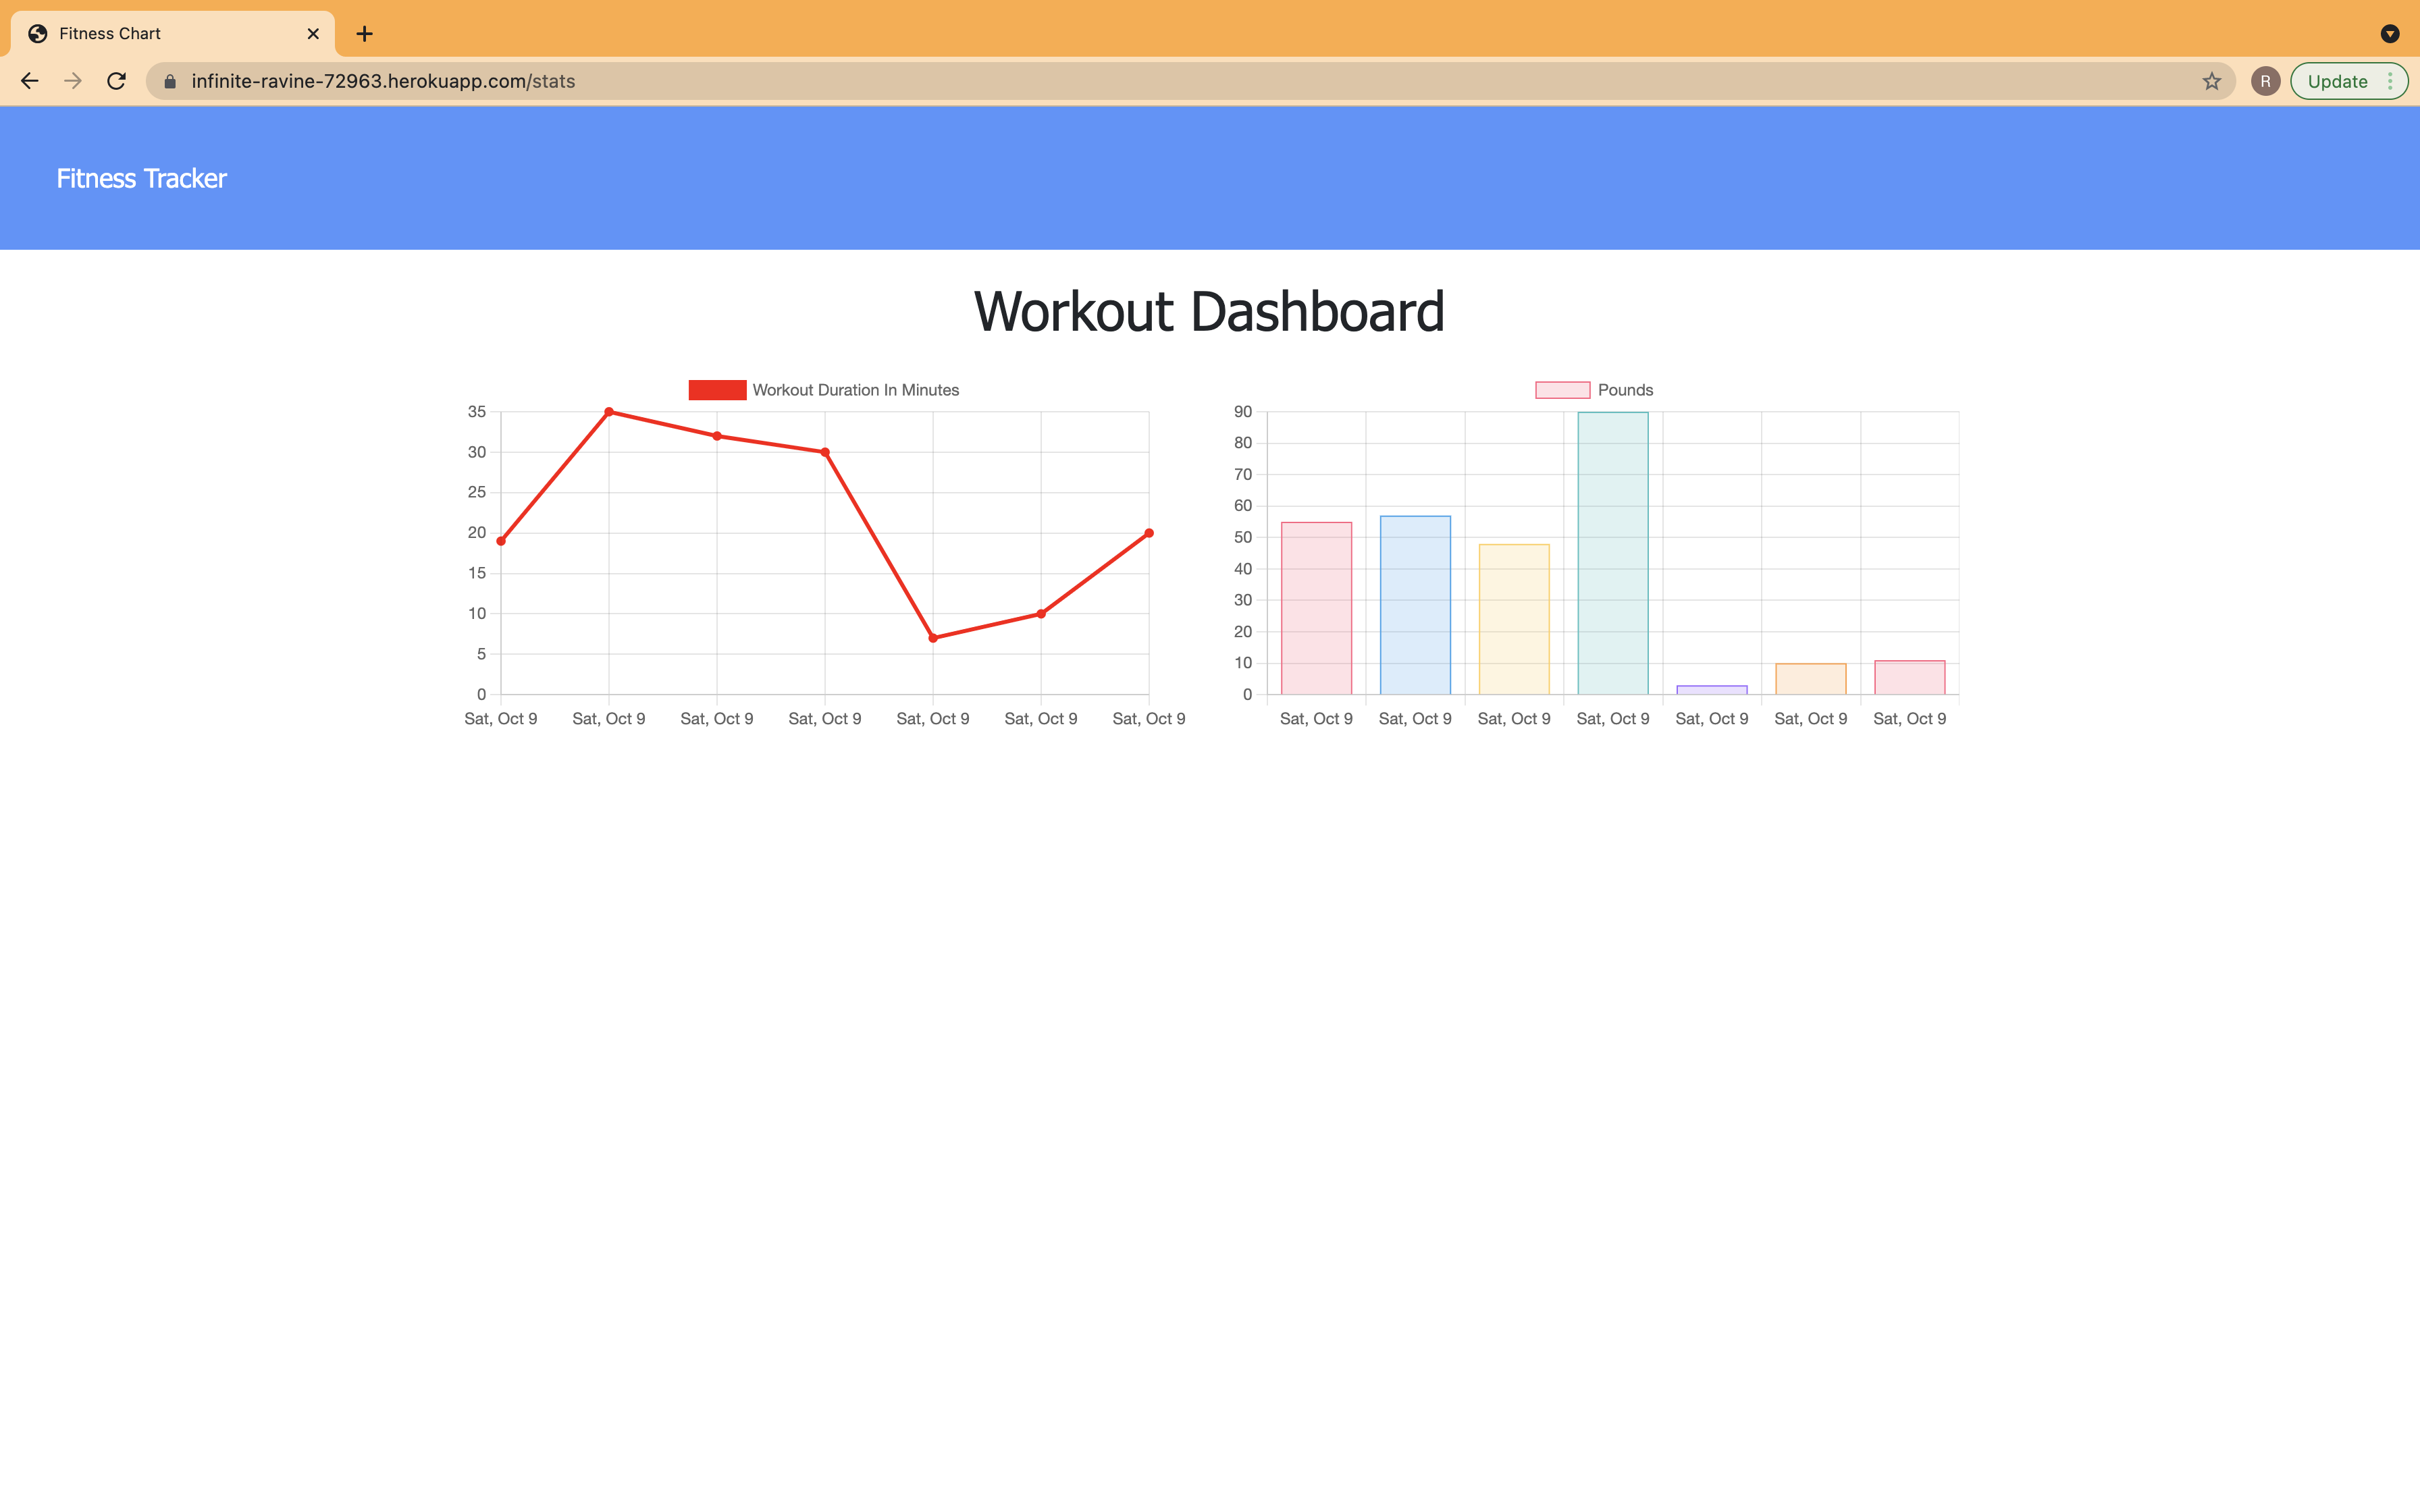 Fitness Chart
infinite-ravine-72963.herokuapp.com/stats
R
Update
Fitness Tracker
Workout Dashboard
Workout Duration In Minutes
35
30
25
20
15
10
5
0
Sat, Oct 9 Sat, Oct 9 Sat, Oct 9 Sat, Oct 9 Sat, Oct 9 Sat, Oct 9 Sat, Oct 9
Pounds
90
80
70
60
50
40
30
20
10
0
Sat, Oct 9 Sat, Oct 9 Sat, Oct 9 Sat, Oct 9 Sat, Oct 9 Sat, Oct 9 Sat, Oct 9